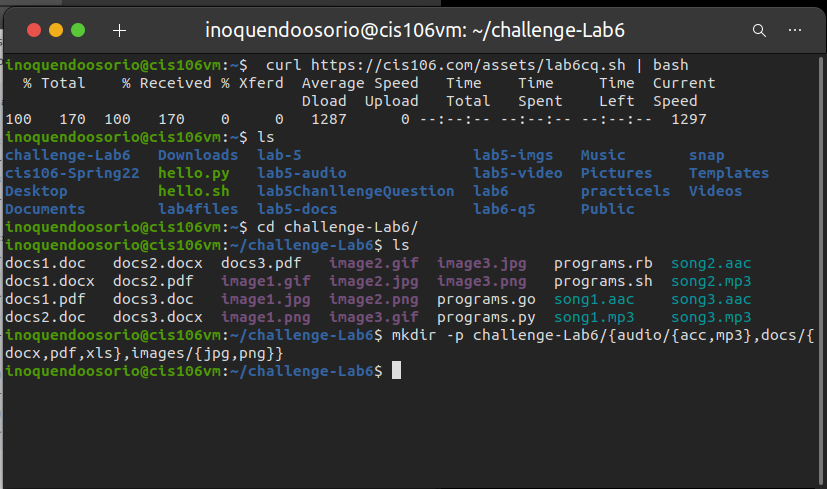 inoquendoosorio@cis106vm: ~/challenge-Lab6
inoquendoosorio@cis106vm:~$  curl https://cis106.com/assets/lab6cq.sh | bash
  % Total    % Received % Xferd  Average Speed   Time    Time     Time  Current
                                 Dload  Upload   Total   Spent    Left  Speed
100   170  100   170    0     0   1287      0 --:--:-- --:--:-- --:--:--  1297
inoquendoosorio@cis106vm:~$ ls
challenge-Lab6   Downloads  lab-5                  lab5-imgs   Music       snap
cis106-Spring22  hello.py   lab5-audio             lab5-video  Pictures    Templates
Desktop          hello.sh   lab5ChanllengeQuestion  lab6        practicels  Videos
Documents        lab4files  lab5-docs              lab6-q5     Public
inoquendoosorio@cis106vm:~$ cd challenge-Lab6/
inoquendoosorio@cis106vm:~/challenge-Lab6$ ls
docs1.doc   docs2.docx  docs3.pdf   image2.gif  image3.jpg   programs.rb  song2.aac
docs1.docx  docs2.pdf   image1.gif  image2.jpg  image3.png   programs.sh  song2.mp3
docs1.pdf   docs3.doc   image1.jpg  image2.png  programs.go  song1.aac    song3.aac
docs2.doc   docs3.docx  image1.png  image3.gif  programs.py  song1.mp3    song3.mp3
inoquendoosorio@cis106vm:~/challenge-Lab6$ mkdir -p challenge-Lab6/{audio/{acc,mp3},docs/{
docx,pdf,xls},images/{jpg,png}}
inoquendoosorio@cis106vm:~/challenge-Lab6$